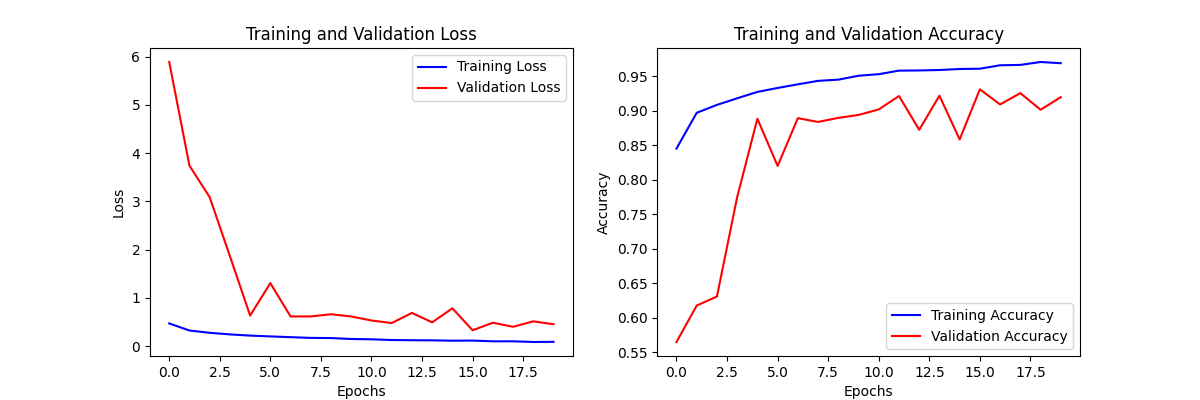 Training and Validation Loss
Training Loss
Validation Loss
6
5
4
3
2
1
0
Loss
0.0 2.5 5.0 7.5 10.0 12.5 15.0 17.5
Epochs
Training and Validation Accuracy
0.95
0.90
0.85
0.80
0.75
0.70
0.65
0.60
0.55
Accuracy
Training Accuracy
Validation Accuracy
0.0 2.5 5.0 7.5 10.0 12.5 15.0 17.5
Epochs